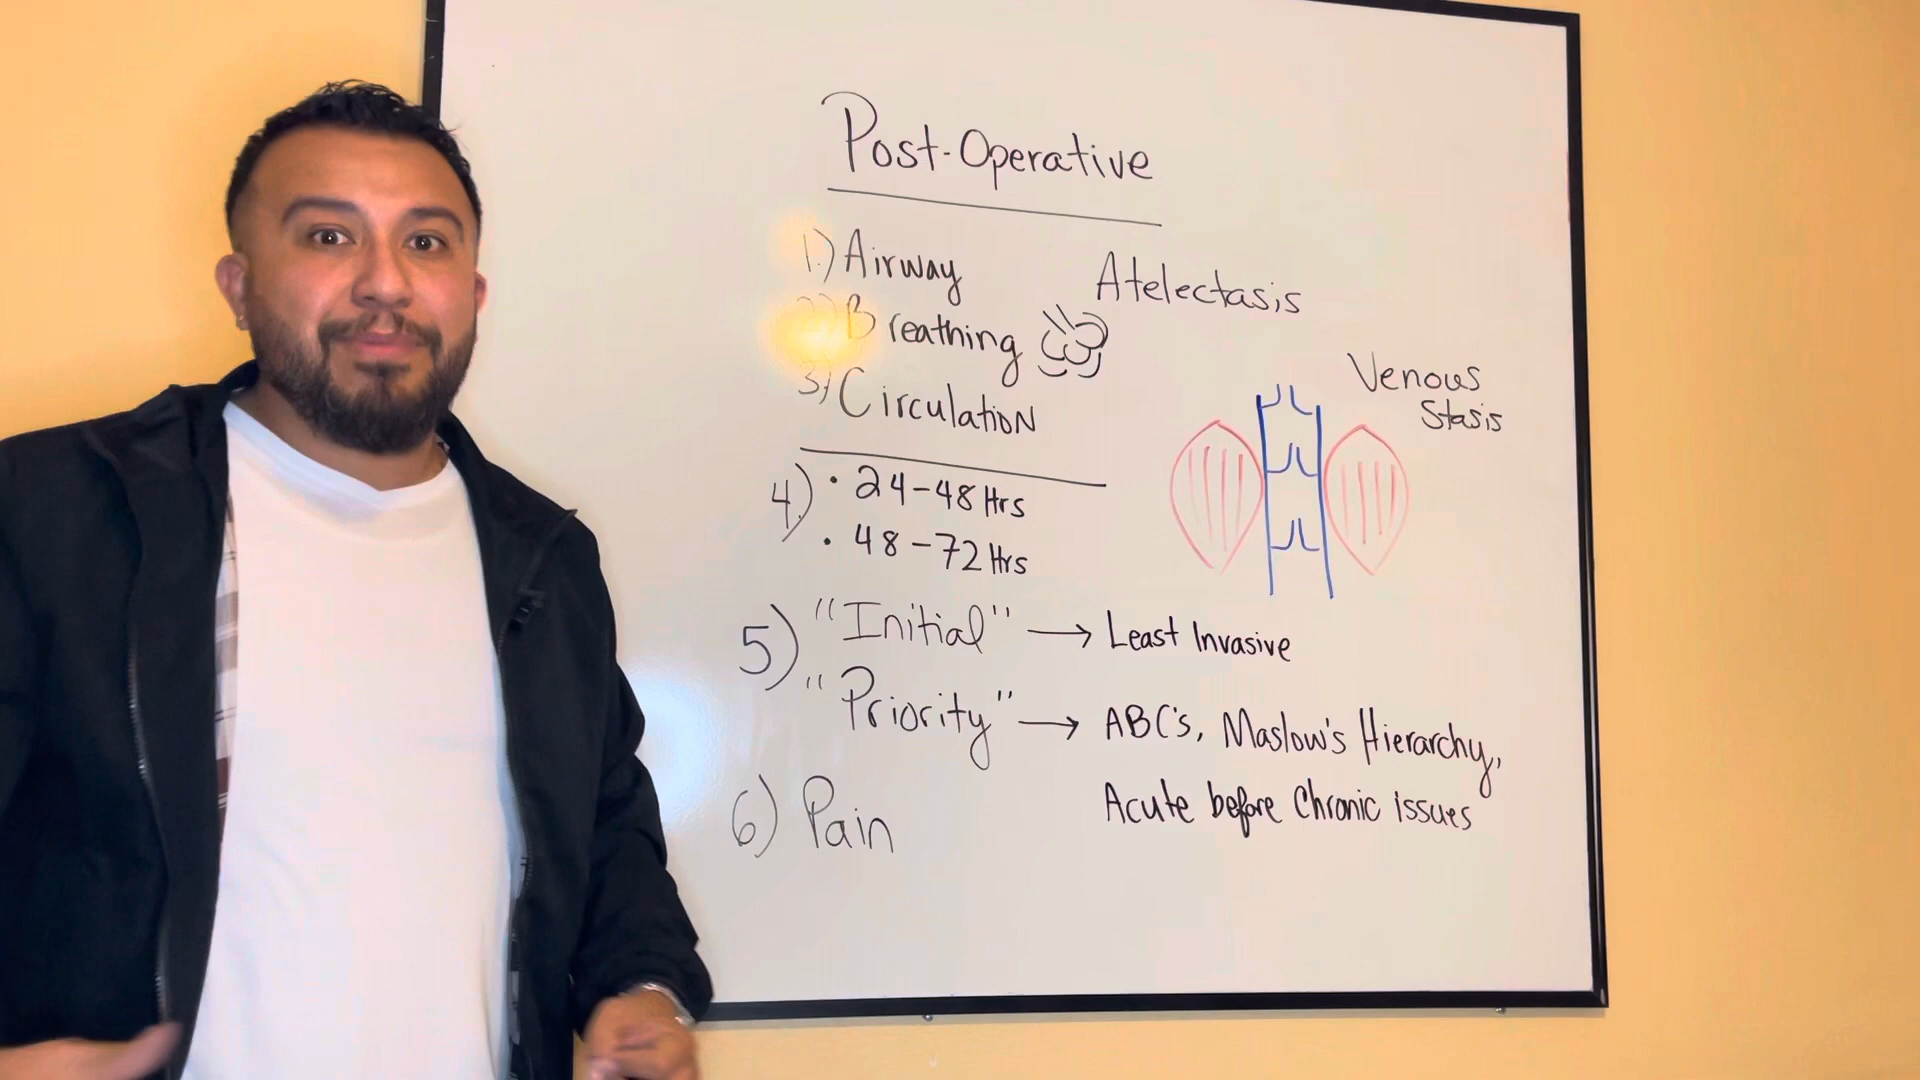 Post-Operative
1.) Airway
Atelectasis
2) Breathing
3) Circulation
Venous
Stasis
4) • 24-48 Hrs
• 48-72 Hrs
5) "Initial" → Least Invasive
"Priority" → ABC's, Maslow's Hierarchy,
Acute before Chronic issues
6) Pain